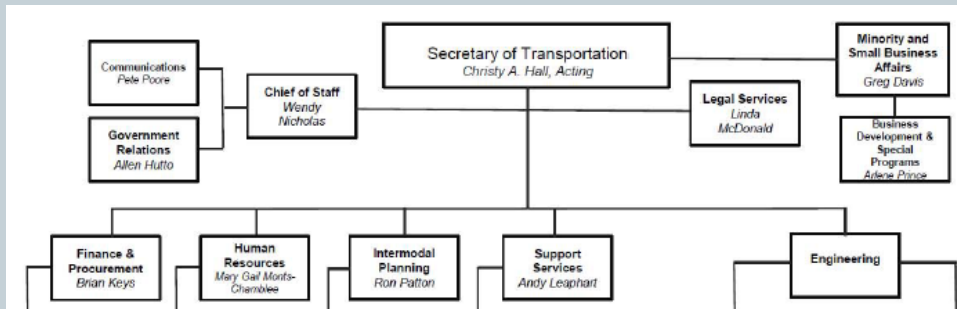 Secretary of Transportation
Christy A. Hall, Acting
Minority and
Small Business
Affairs
Greg Davis
Communications
Pete Poore
Chief of Staff
Wendy
Nicholas
Legal Services
Linda
McDonald
Government
Relations
Allen Hutto
Business
Development &
Special
Programs
Arlene Prince
Finance &
Procurement
Brian Keys
Human
Resources
Mary Gail Monts-
Chamblee
Intermodal
Planning
Ron Patton
Support
Services
Andy Leaphart
Engineering